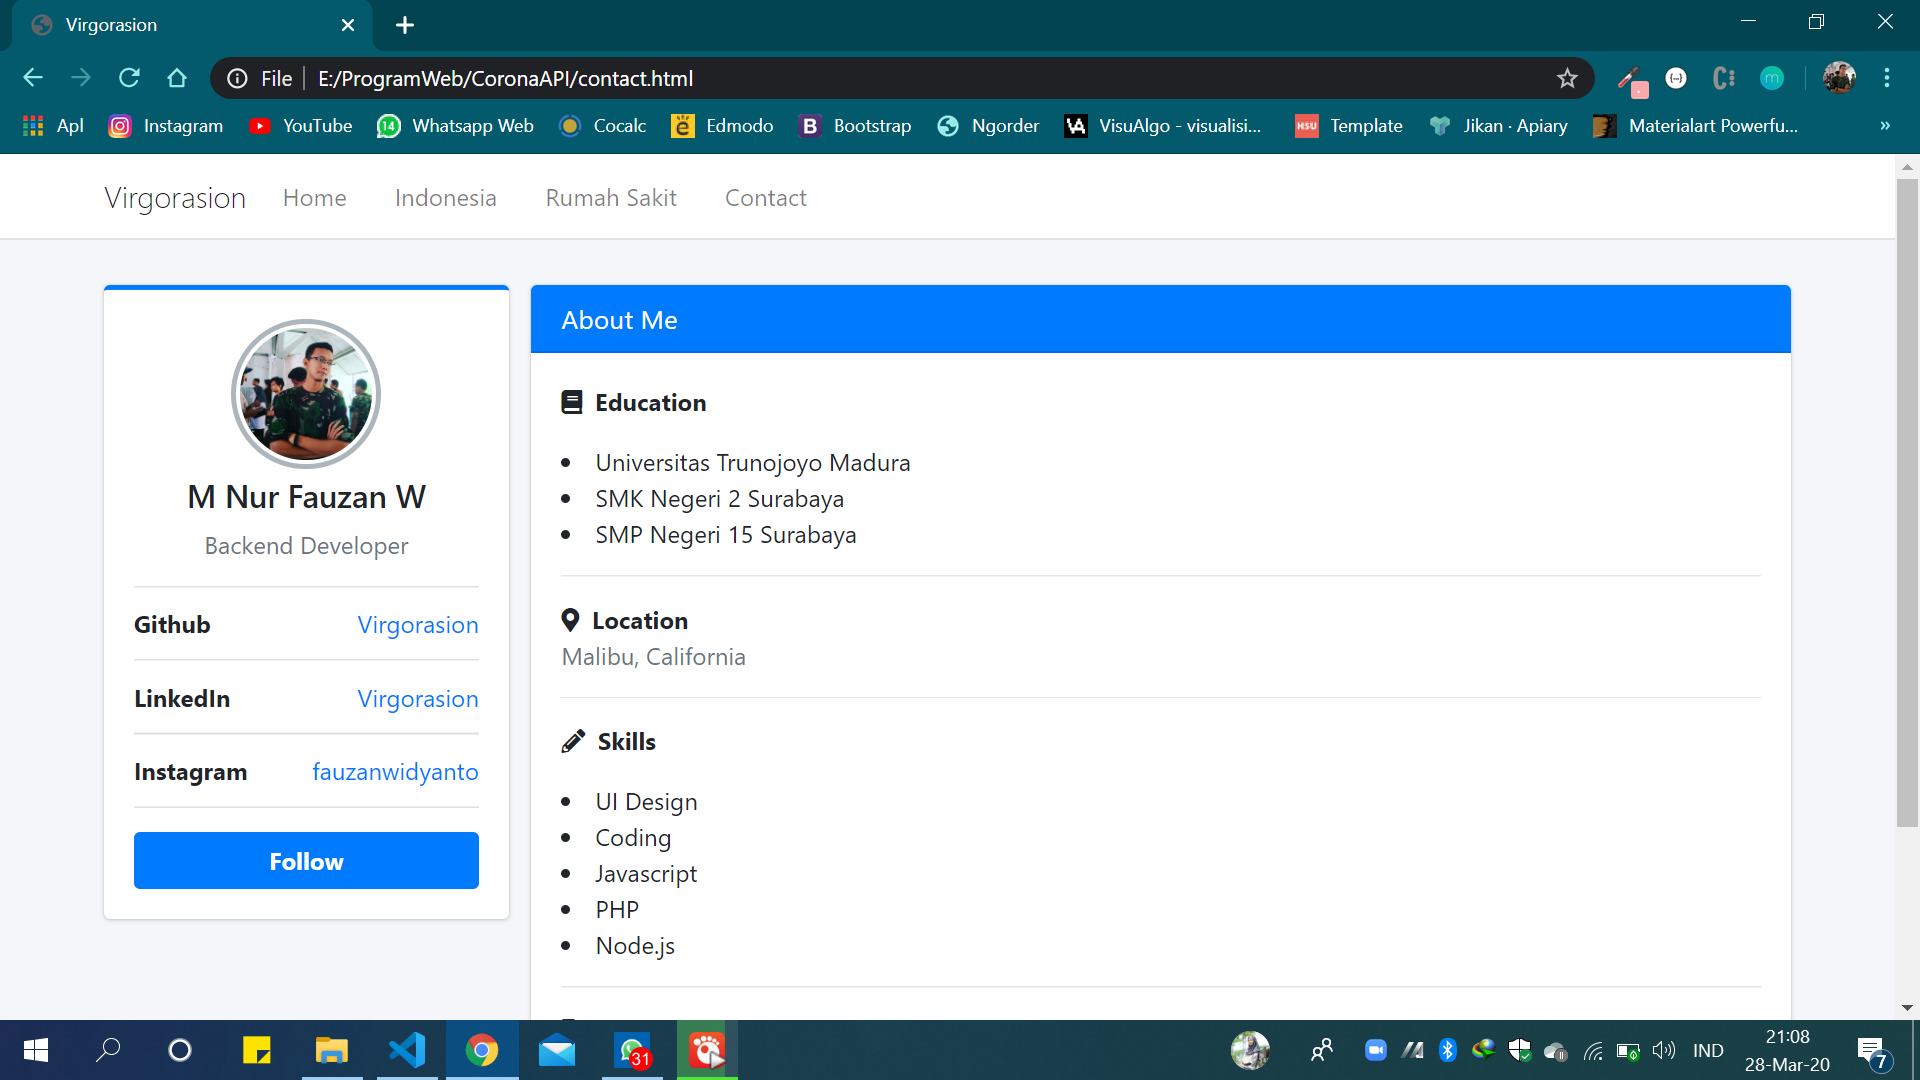 Virgorasion
File
E:/ProgramWeb/CoronaAPI/contact.html
Apl Instagram YouTube Whatsapp Web Cocalc Edmodo Bootstrap Ngorder VisuAlgo - visualisi... Template Jikan · Apiary Materialart Powerfu... »
Virgorasion Home Indonesia Rumah Sakit Contact
M Nur Fauzan W
Backend Developer
Github Virgorasion
LinkedIn Virgorasion
Instagram fauzanwidyanto
Follow
About Me
Education
Universitas Trunojoyo Madura
SMK Negeri 2 Surabaya
SMP Negeri 15 Surabaya
Location
Malibu, California
Skills
UI Design
Coding
Javascript
PHP
Node.js
31
IND
21:08
28-Mar-20
7